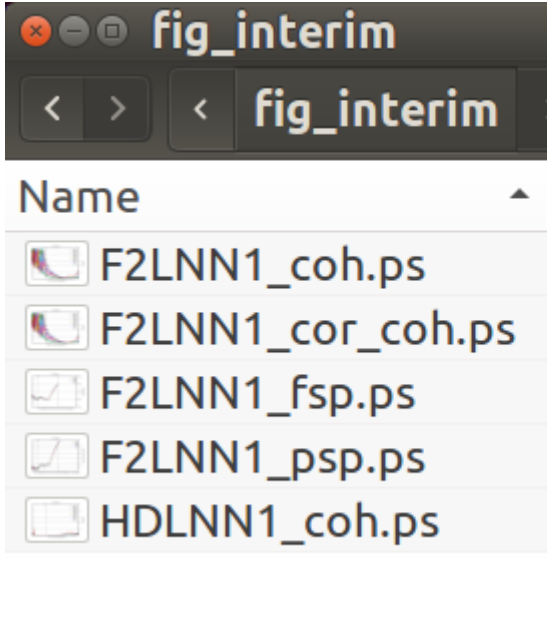 fig_interim
fig_interim
Name
F2LNN1_coh.ps
F2LNN1_cor_coh.ps
F2LNN1_fsp.ps
F2LNN1_psp.ps
HDLNN1_coh.ps